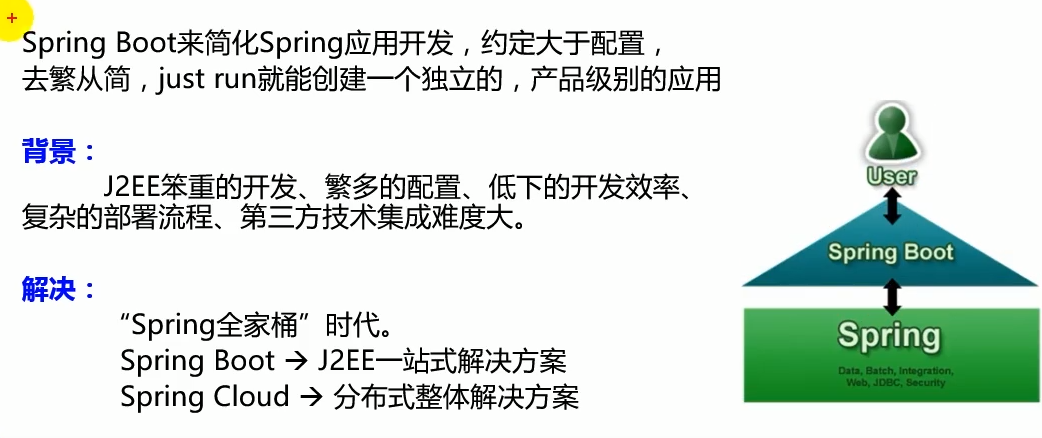 Spring Boot来简化Spring应用开发，约定大于配置，
去繁从简，just run就能创建一个独立的，产品级别的应用
背景：
J2EE笨重的开发、繁多的配置、低下的开发效率、
复杂的部署流程、第三方技术集成难度大。
解决：
“Spring全家桶”时代。
Spring Boot → J2EE一站式解决方案
Spring Cloud → 分布式整体解决方案
User
Spring Boot
Spring
Data, Batch, Integration,
Web, JDBC, Security